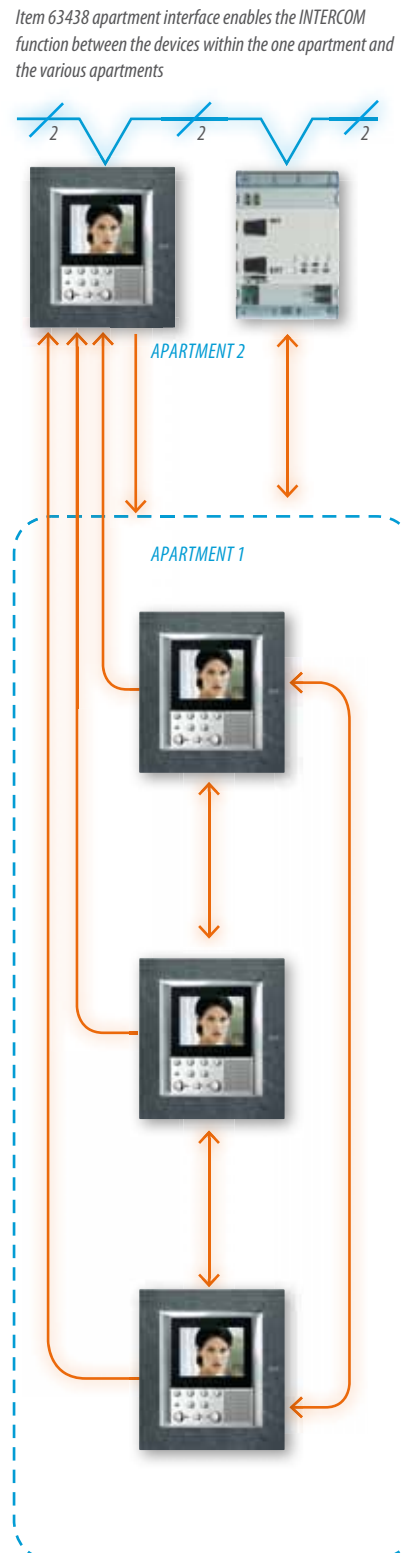 Item 63438 apartment interface enables the INTERCOM
function between the devices within the one apartment and
the various apartments
2 2 2
APARTMENT 2
APARTMENT 1